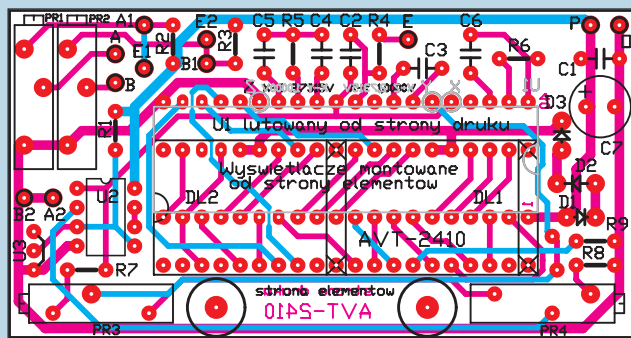 PR1 PR2 A1 E2 C5 R5 C4 C2 R4 E C6 P
A E1 R2 B1 R3 C3 R6 C1
B
R1 U1 lutowany od strony druku D3 C7
Wyswietlacze montowane
od strony elementow
D2
U2 DL2 DL1 D1
B2 A2 1 R9
U3 AVT-2410 R8
R7
strona elementow
AVT-2410
PR3 PR4